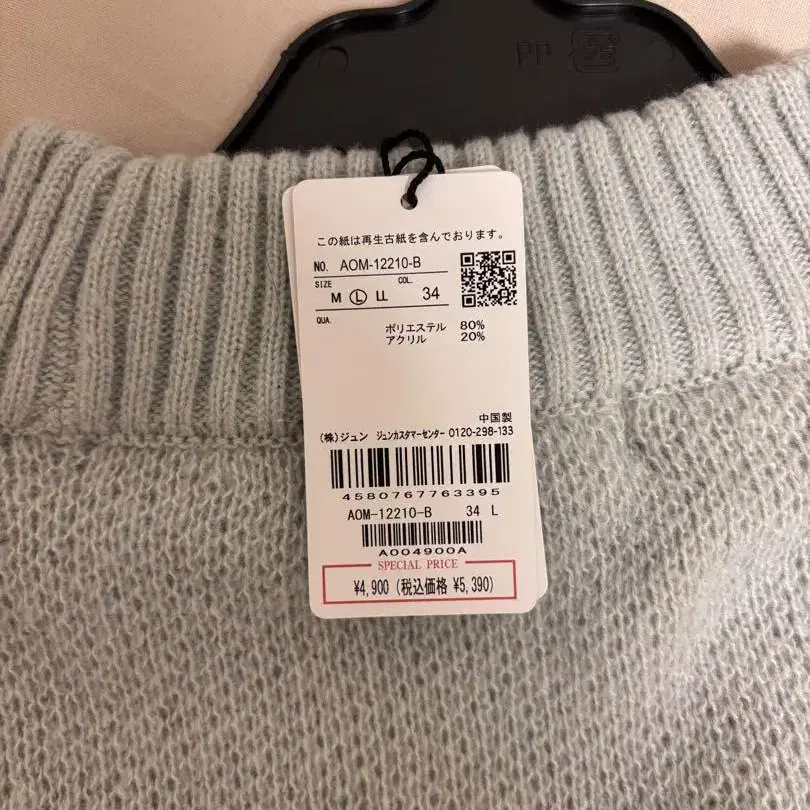 PP
この紙は再生古紙を含んでおります。
NO. AOM-12210-B
SIZE M L LL COL. 34
QUA.
ポリエステル 80%
アクリル 20%
中国製
(株)ジュン ジュンカスタマーセンター 0120-298-133
4580767763395
AOM-12210-B 34 L
A004900A
SPECIAL PRICE
¥4,900 (税込価格 ¥5,390)